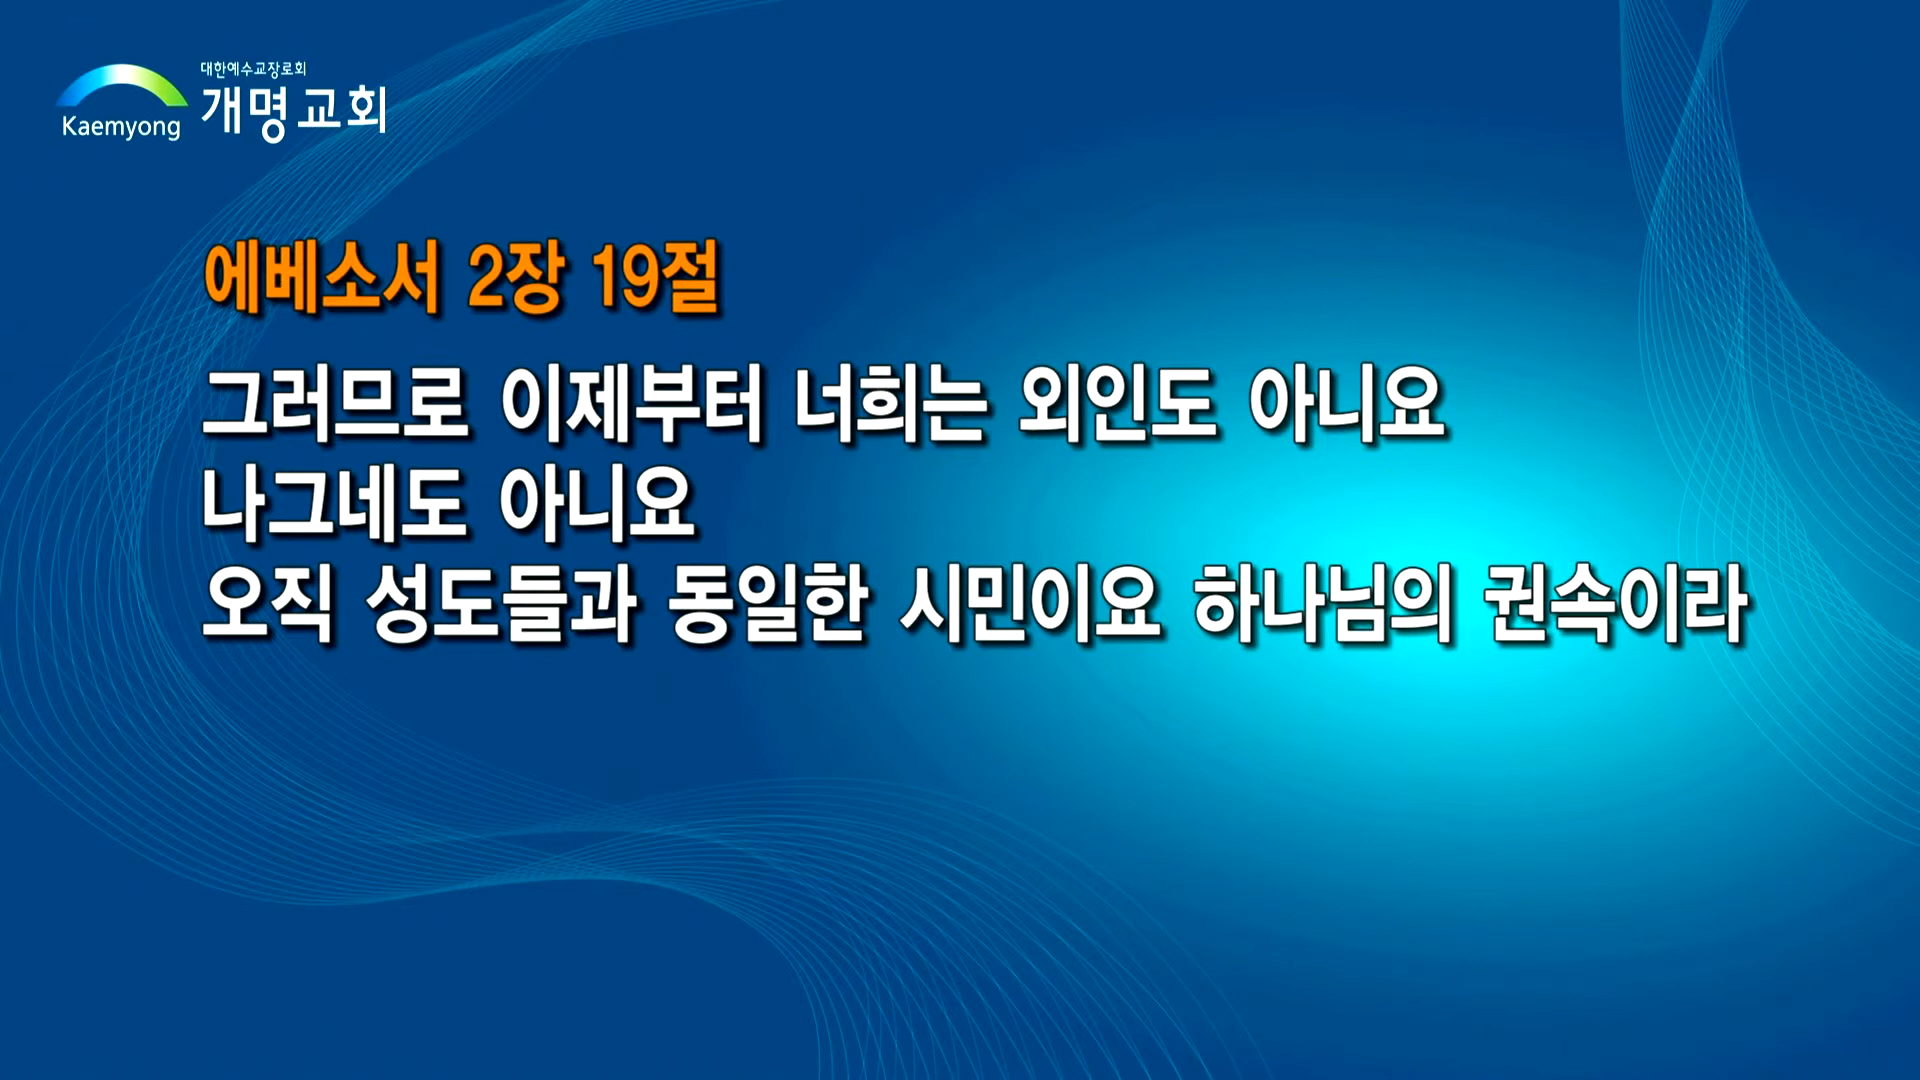 대한예수교장로회
개명교회
Kaemyong
에베소서 2장 19절
그러므로 이제부터 너희는 외인도 아니요
나그네도 아니요
오직 성도들과 동일한 시민이요 하나님의 권속이라